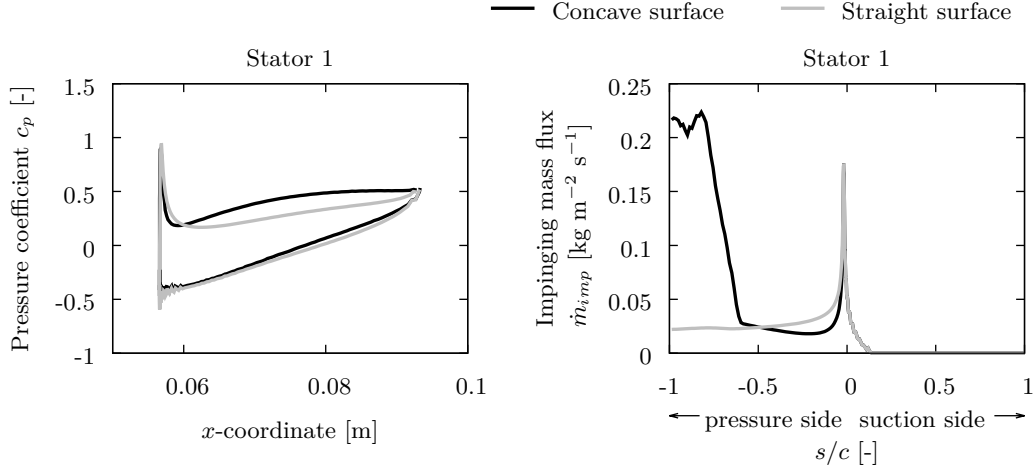 Concave surface
Straight surface
Stator 1
Pressure coefficient c_p [-]
1.5
1
0.5
0
-0.5
-1
0.06
0.08
0.1
x-coordinate [m]
Stator 1
Impinging mass flux
ṁ_imp [kg m⁻² s⁻¹]
0.25
0.2
0.15
0.1
0.05
0
-1
-0.5
0
0.5
1
pressure side
suction side
s/c [-]